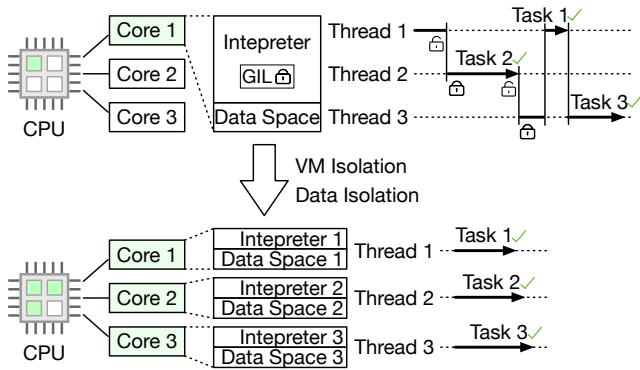 Core 1
Core 2
Core 3
CPU
Intepreter
GIL
Data Space
Thread 1
Thread 2
Thread 3
Task 1
Task 2
Task 3
VM Isolation
Data Isolation
Core 1
Core 2
Core 3
CPU
Intepreter 1
Data Space 1
Intepreter 2
Data Space 2
Intepreter 3
Data Space 3
Thread 1
Thread 2
Thread 3
Task 1
Task 2
Task 3